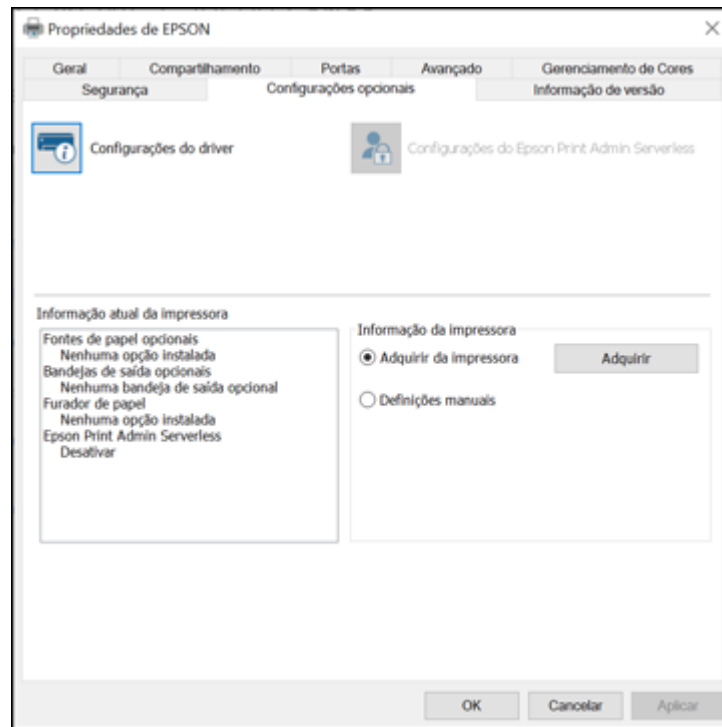 Propriedades de EPSON
Geral Compartilhamento Portas Avançado Gerenciamento de Cores
Segurança Configurações opcionais Informação de versão
Configurações do driver Configurações do Epson Print Admin Serverless
Informação atual da impressora
Fontes de papel opcionais
Nenhuma opção instalada
Bandejas de saída opcionais
Nenhuma bandeja de saída opcional
Furador de papel
Nenhuma opção instalada
Epson Print Admin Serverless
Desativar
Informação da impressora
Adquirir da impressora Adquirir
Definições manuais
OK Cancelar Aplicar